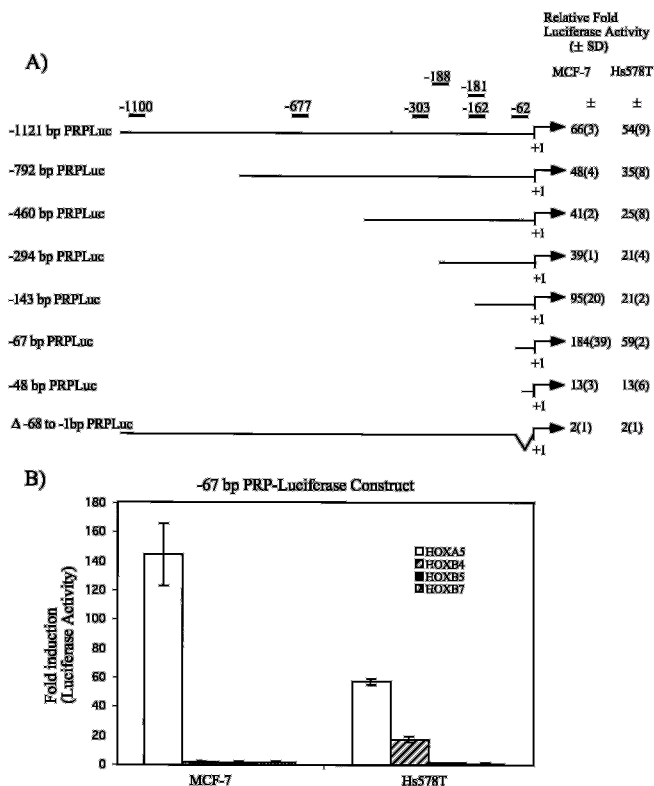 Relative Fold
Luciferase Activity
(± SD)
A)
MCF-7 Hs578T
± ±
-188
-181
-1100 -677 -303 -162 -62
-1121 bp PRPLuc +1 66(3) 54(9)
-792 bp PRPLuc +1 48(4) 35(8)
-460 bp PRPLuc +1 41(2) 25(8)
-294 bp PRPLuc +1 39(1) 21(4)
-143 bp PRPLuc +1 95(20) 21(2)
-67 bp PRPLuc +1 184(39) 59(2)
-48 bp PRPLuc +1 13(3) 13(6)
Δ -68 to -1bp PRPLuc +1 2(1) 2(1)
B)
-67 bp PRP-Luciferase Construct
Fold induction
(Luciferase Activity)
180
160
140
120
100
80
60
40
20
0
HOXA5
HOXB4
HOXB5
HOXB7
MCF-7 Hs578T